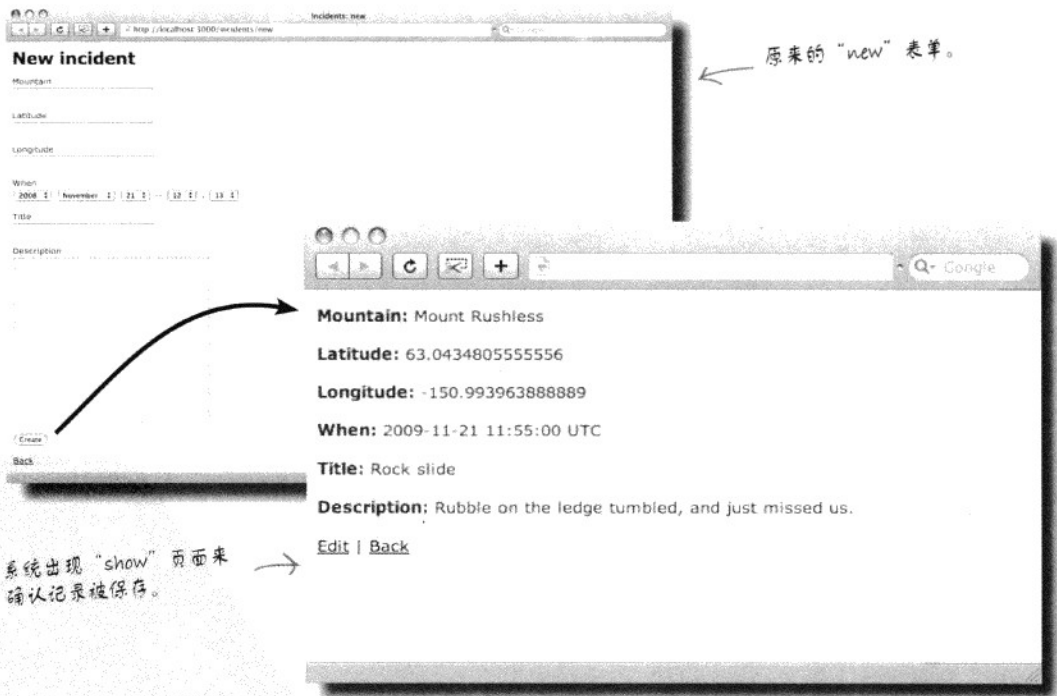 Incidents: new
http://localhost:3000/incidents/new
New incident
Mountain
Latitude
Longitude
When
2008 November 21 -- 12 : 13
Title
Description
Create
Back
原来的“new”表单。
Google
Mountain: Mount Rushless
Latitude: 63.0434805555556
Longitude: -150.993963888889
When: 2009-11-21 11:55:00 UTC
Title: Rock slide
Description: Rubble on the ledge tumbled, and just missed us.
Edit | Back
系统出现“show”页面来
确认记录被保存。